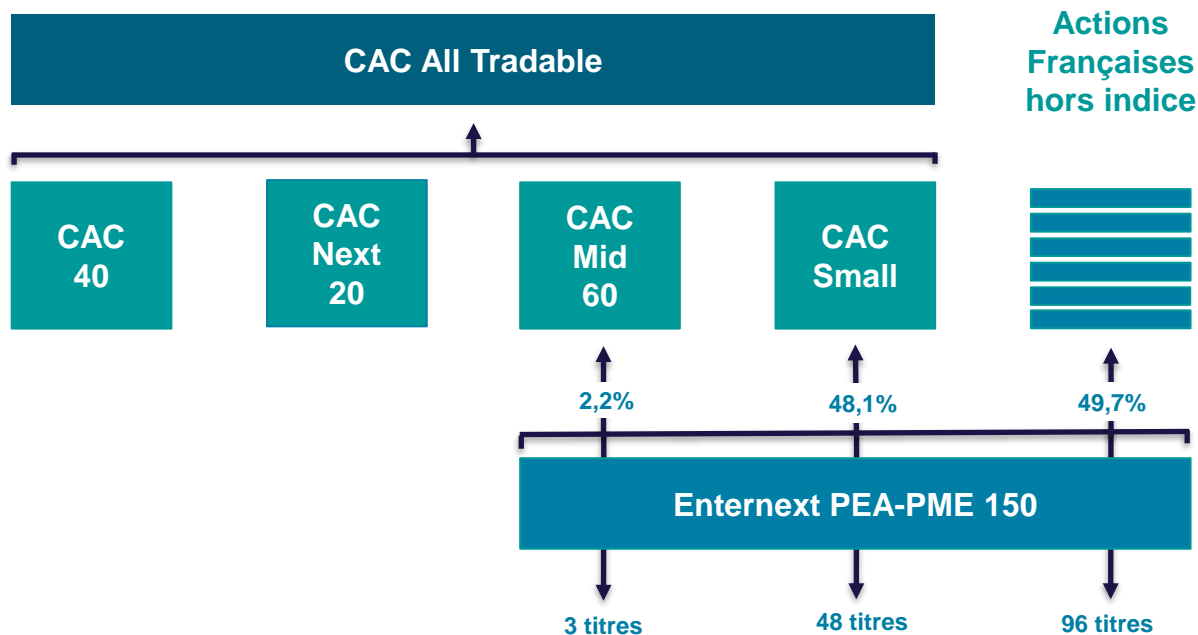 CAC All Tradable
Actions
Françaises
hors indice
CAC
40
CAC
Next
20
CAC
Mid
60
CAC
Small
2,2%
48,1%
49,7%
Enternext PEA-PME 150
3 titres
48 titres
96 titres